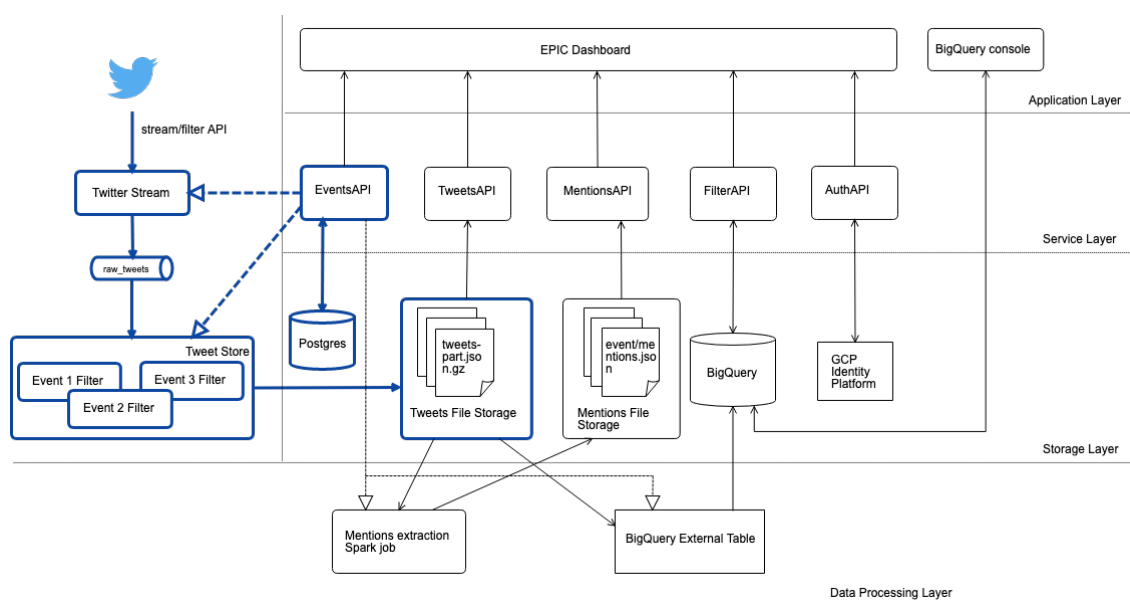 EPIC Dashboard
BigQuery console
Application Layer
stream/filter API
Twitter Stream
EventsAPI
TweetsAPI
MentionsAPI
FilterAPI
AuthAPI
Service Layer
raw_tweets
Tweet Store
Event 1 Filter
Event 3 Filter
Event 2 Filter
Postgres
tweets-
part.jso
n.gz
Tweets File Storage
event/me
ntions.jso
n
Mentions File
Storage
BigQuery
GCP
Identity
Platform
Storage Layer
Mentions extraction
Spark job
BigQuery External Table
Data Processing Layer